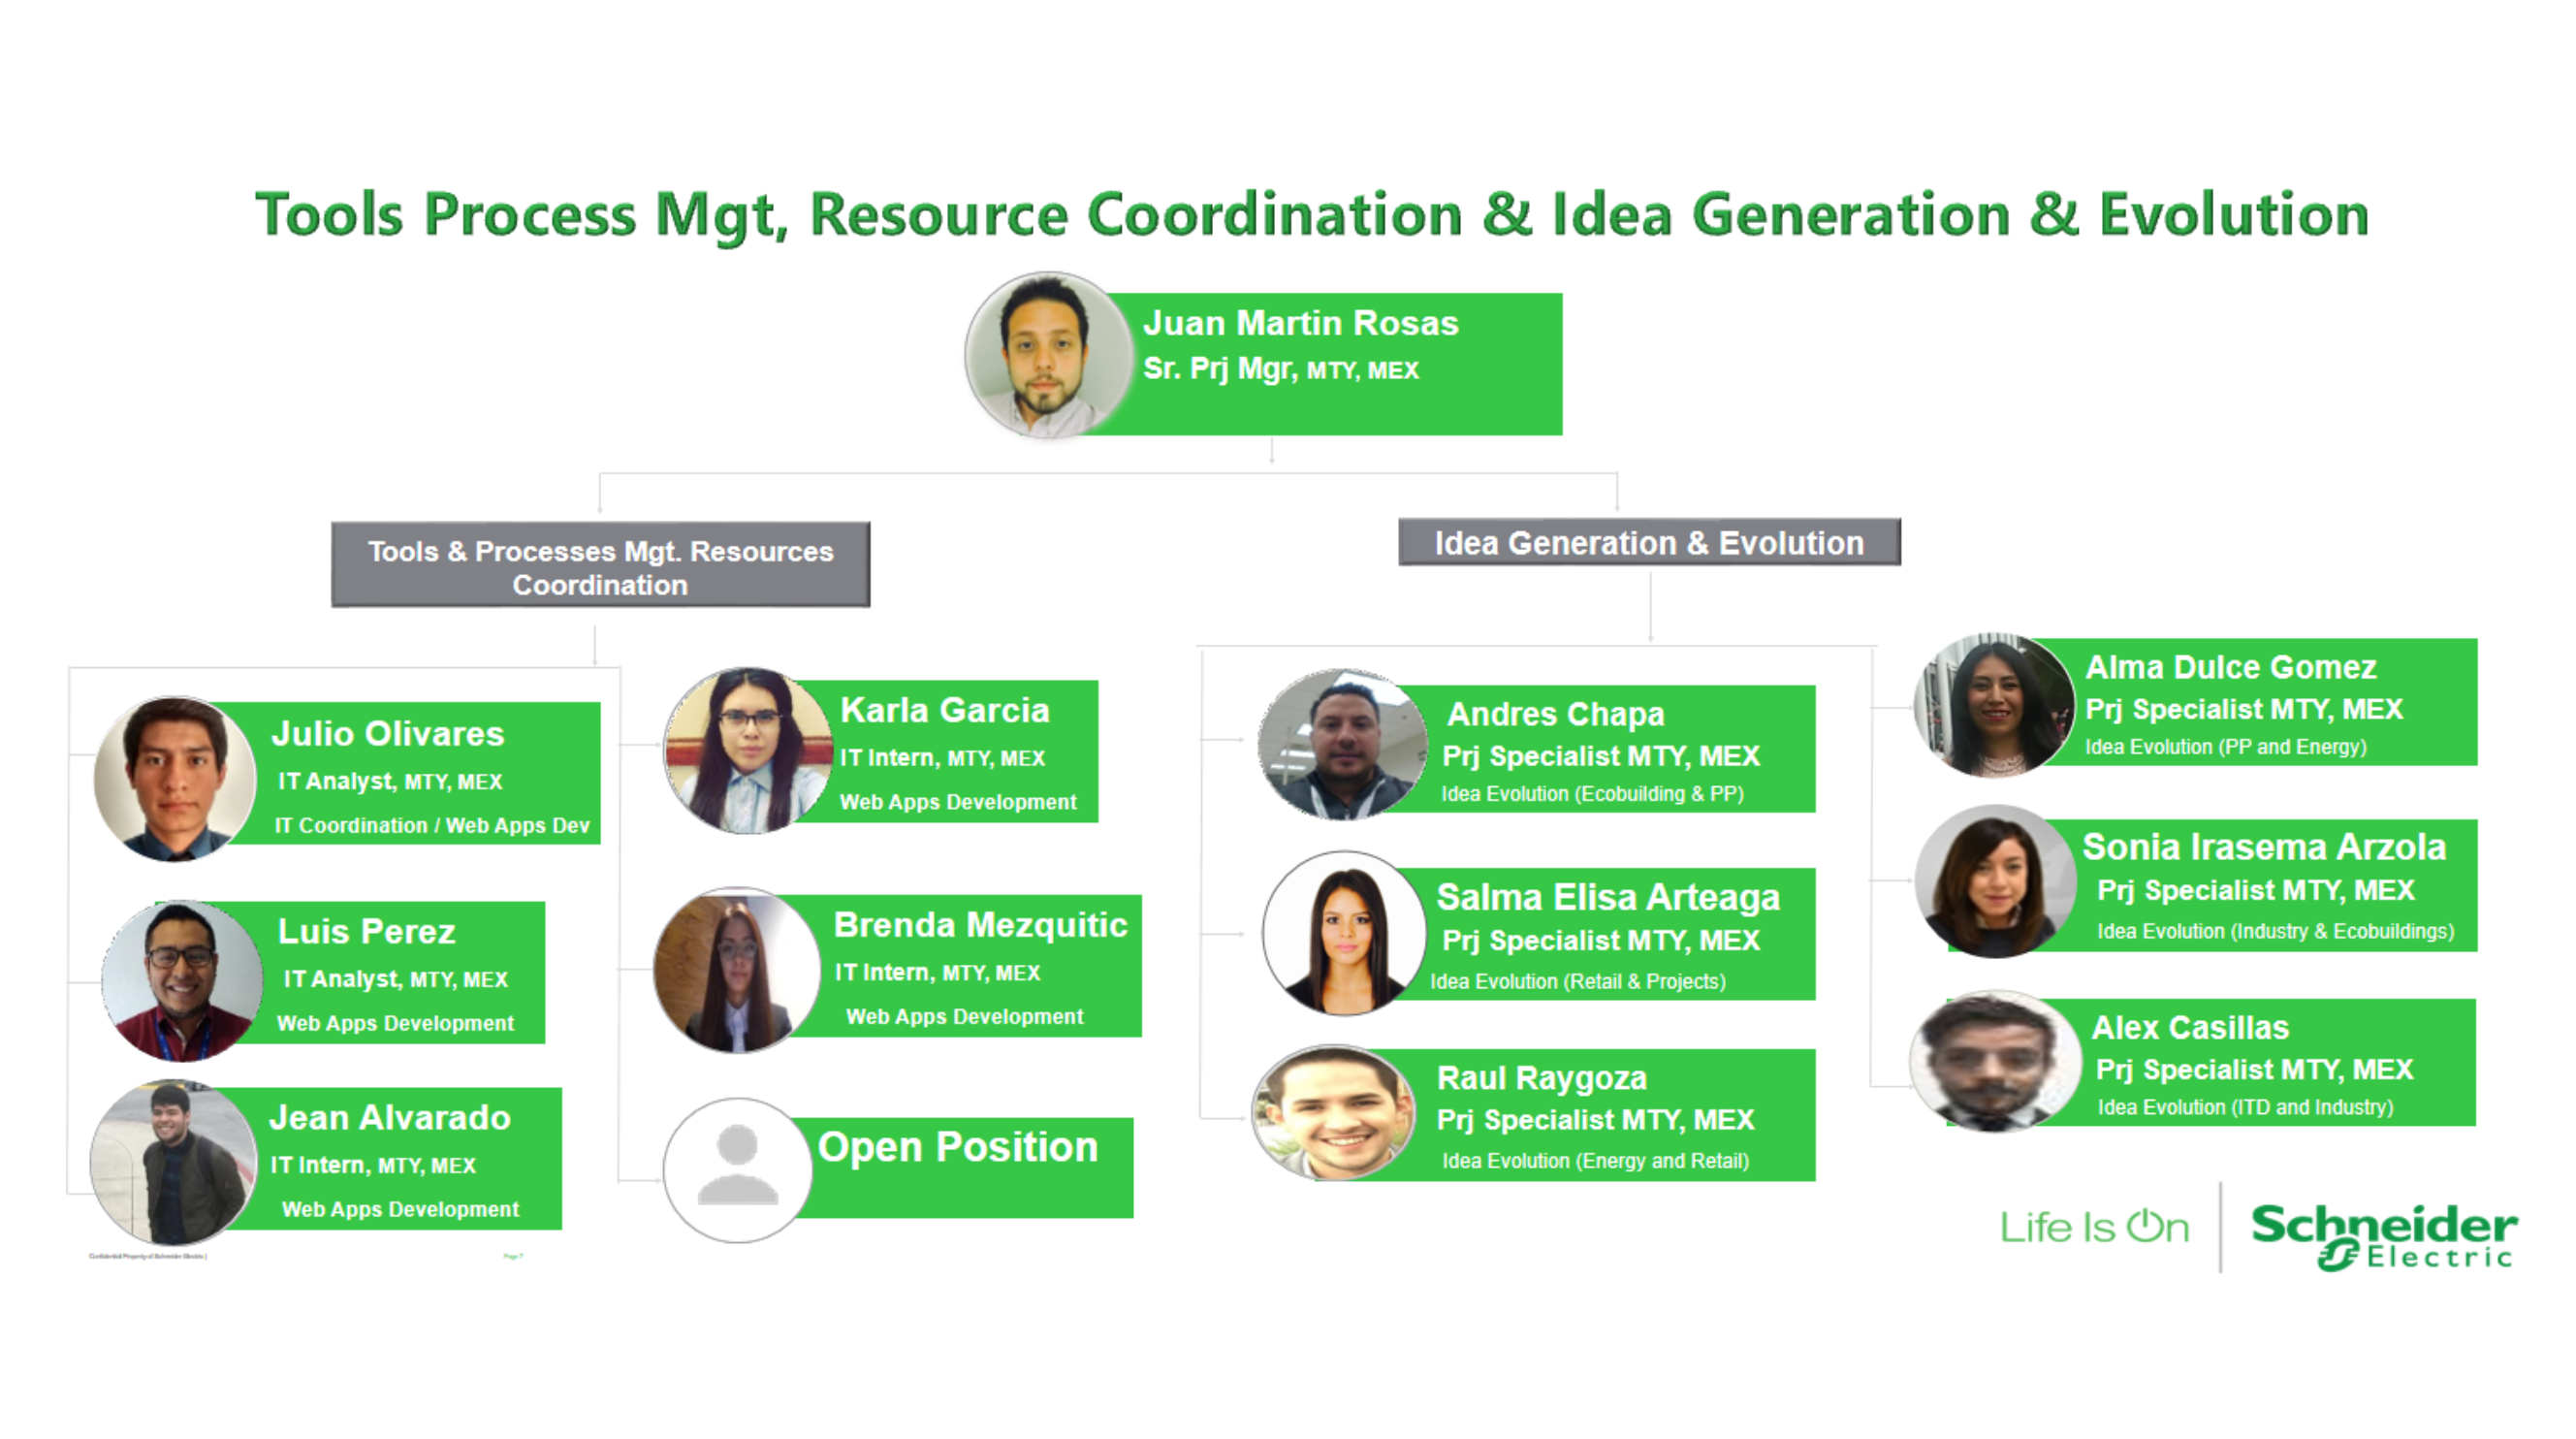 Tools Process Mgt, Resource Coordination & Idea Generation & Evolution
Juan Martin Rosas
Sr. Prj Mgr, MTY, MEX
Tools & Processes Mgt. Resources
Coordination
Julio Olivares
IT Analyst, MTY, MEX
IT Coordination / Web Apps Dev
Luis Perez
IT Analyst, MTY, MEX
Web Apps Development
Jean Alvarado
IT Intern, MTY, MEX
Web Apps Development
Karla Garcia
IT Intern, MTY, MEX
Web Apps Development
Brenda Mezquitic
IT Intern, MTY, MEX
Web Apps Development
Open Position
Idea Generation & Evolution
Andres Chapa
Prj Specialist MTY, MEX
Idea Evolution (Ecobuilding & PP)
Salma Elisa Arteaga
Prj Specialist MTY, MEX
Idea Evolution (Retail & Projects)
Raul Raygoza
Prj Specialist MTY, MEX
Idea Evolution (Energy and Retail)
Alma Dulce Gomez
Prj Specialist MTY, MEX
Idea Evolution (PP and Energy)
Sonia Irasema Arzola
Prj Specialist MTY, MEX
Idea Evolution (Industry & Ecobuildings)
Alex Casillas
Prj Specialist MTY, MEX
Idea Evolution (ITD and Industry)
Confidential Property of Schneider Electric |
Page 7
Life Is On
Schneider
Electric